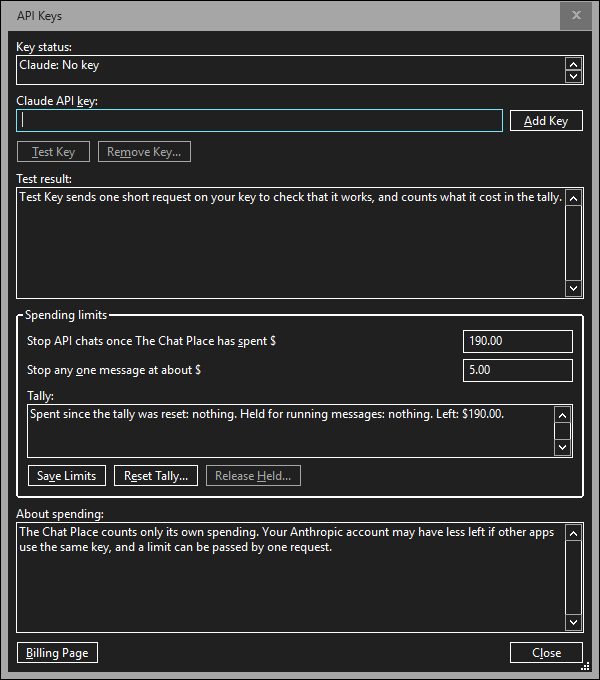 API Keys
Key status:
Claude: No key
Claude API key:
Add Key
Test Key
Remove Key...
Test result:
Test Key sends one short request on your key to check that it works, and counts what it cost in the tally.
Spending limits
Stop API chats once The Chat Place has spent $
190.00
Stop any one message at about $
5.00
Tally:
Spent since the tally was reset: nothing. Held for running messages: nothing. Left: $190.00.
Save Limits
Reset Tally...
Release Held...
About spending:
The Chat Place counts only its own spending. Your Anthropic account may have less left if other apps
use the same key, and a limit can be passed by one request.
Billing Page
Close